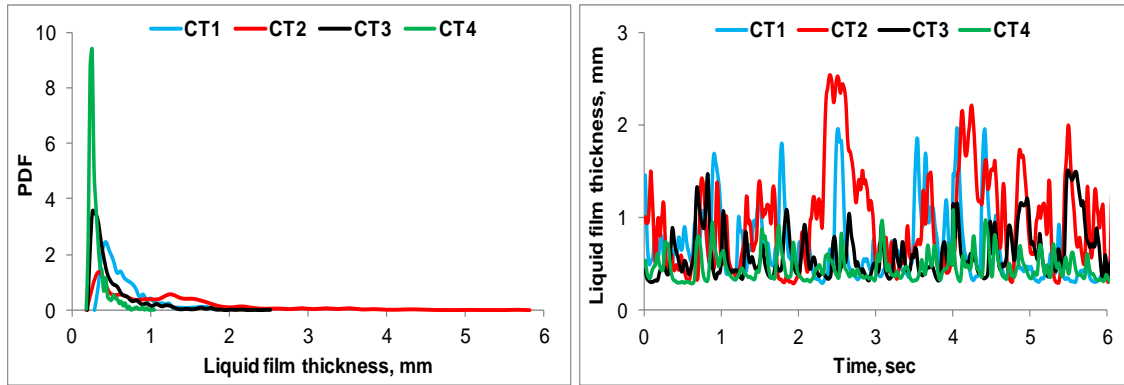 CT1 CT2 CT3 CT4
10
8
6
4
2
0
PDF
0 1 2 3 4 5 6
Liquid film thickness, mm
CT1 CT2 CT3 CT4
3
2
1
0
Liquid film thickness, mm
0 1 2 3 4 5 6
Time, sec